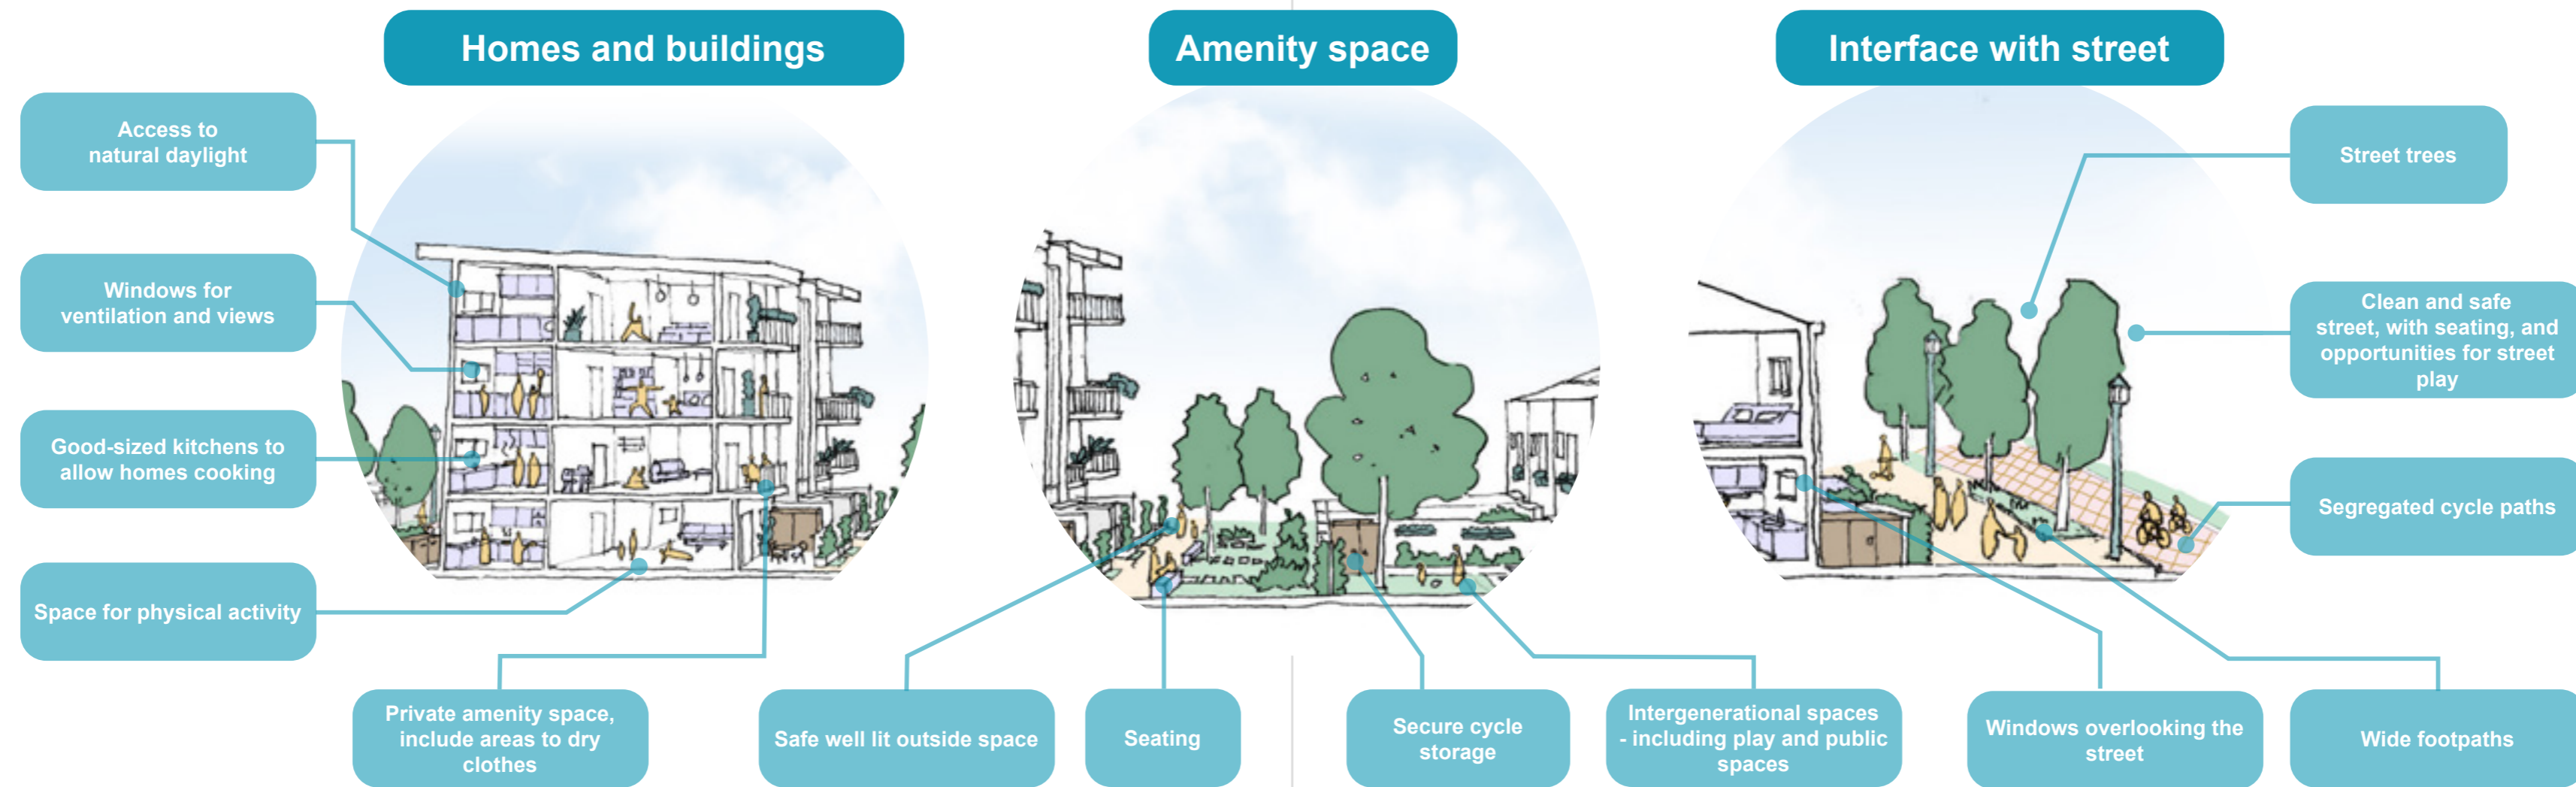 Homes and buildings
Amenity space
Interface with street
Access to
natural daylight
Windows for
ventilation and views
Good-sized kitchens to
allow homes cooking
Space for physical activity
Private amenity space,
include areas to dry
clothes
Safe well lit outside space
Seating
Secure cycle
storage
Intergenerational spaces
- including play and public
spaces
Windows overlooking the
street
Wide footpaths
Street trees
Clean and safe
street, with seating, and
opportunities for street
play
Segregated cycle paths